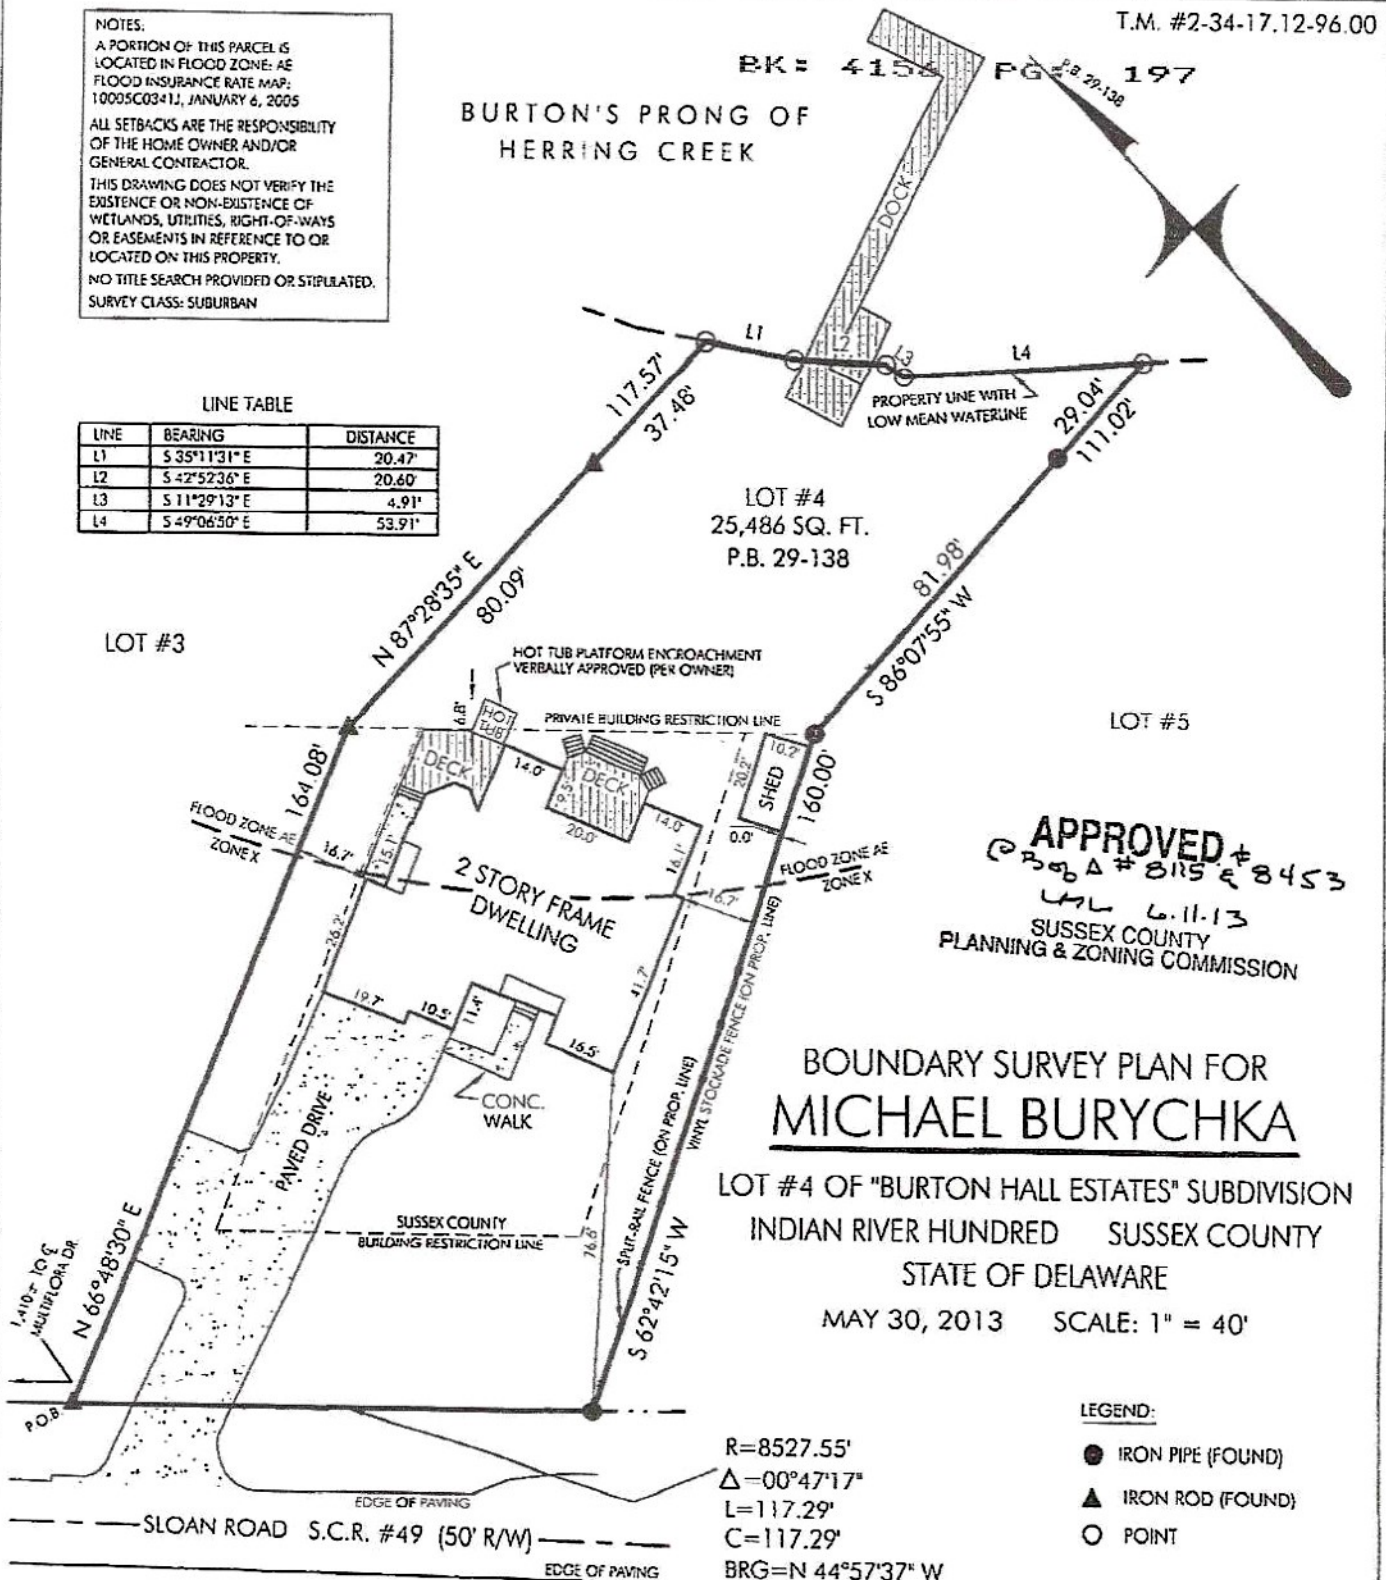 T.M. #2-34-17.12-96.00
NOTES:
A PORTION OF THIS PARCEL IS
LOCATED IN FLOOD ZONE: AE
FLOOD INSURANCE RATE MAP:
10005C0341J, JANUARY 6, 2005
ALL SETBACKS ARE THE RESPONSIBILITY
OF THE HOME OWNER AND/OR
GENERAL CONTRACTOR.
THIS DRAWING DOES NOT VERIFY THE
EXISTENCE OR NON-EXISTENCE OF
WETLANDS, UTILITIES, RIGHT-OF-WAYS
OR EASEMENTS IN REFERENCE TO OR
LOCATED ON THIS PROPERTY.
NO TITLE SEARCH PROVIDED OR STIPULATED.
SURVEY CLASS: SUBURBAN
BK: 4156 PG: 197
P.B. 29-138
BURTON'S PRONG OF
HERRING CREEK
DOCK
L1
L2
L3
L4
PROPERTY LINE WITH
LOW MEAN WATERLINE
117.57'
37.48'
29.04'
111.02'
LINE TABLE
LINE BEARING DISTANCE
L1 S 35°11'31" E 20.47'
L2 S 42°52'36" E 20.60'
L3 S 11°29'13" E 4.91'
L4 S 49°06'50" E 53.91'
LOT #4
25,486 SQ. FT.
P.B. 29-138
N 87°28'35" E
80.09'
81.98'
S 86°07'55" W
LOT #3
LOT #5
HOT TUB PLATFORM ENCROACHMENT
VERBALLY APPROVED (PER OWNER)
6.8'
HOT
TUB
PRIVATE BUILDING RESTRICTION LINE
DECK
14.0'
DECK
9.5'
20.0'
14.0'
16.1'
20.2'
10.2'
SHED
0.0'
160.00'
164.08'
FLOOD ZONE AE
ZONE X
16.7'
15.1'
FLOOD ZONE AE
ZONE X
16.7'
2 STORY FRAME
DWELLING
26.2'
41.7'
19.7'
10.5'
11.4'
16.5'
CONC.
WALK
PAVED DRIVE
VINYL STOCKADE FENCE (ON PROP. LINE)
SPLIT-RAIL FENCE (ON PROP. LINE)
SUSSEX COUNTY
BUILDING RESTRICTION LINE
76.6'
S 62°42'15" W
N 66°48'30" E
1,410'± TO ℄
MULTIFLORA DR.
P.O.B.
APPROVED
# 8115 & 8453
6.11.13
SUSSEX COUNTY
PLANNING & ZONING COMMISSION
BOUNDARY SURVEY PLAN FOR
MICHAEL BURYCHKA
LOT #4 OF "BURTON HALL ESTATES" SUBDIVISION
INDIAN RIVER HUNDRED SUSSEX COUNTY
STATE OF DELAWARE
MAY 30, 2013 SCALE: 1" = 40'
R=8527.55'
Δ=00°47'17"
L=117.29'
C=117.29'
BRG=N 44°57'37" W
LEGEND:
IRON PIPE (FOUND)
IRON ROD (FOUND)
POINT
EDGE OF PAVING
SLOAN ROAD S.C.R. #49 (50' R/W)
EDGE OF PAVING